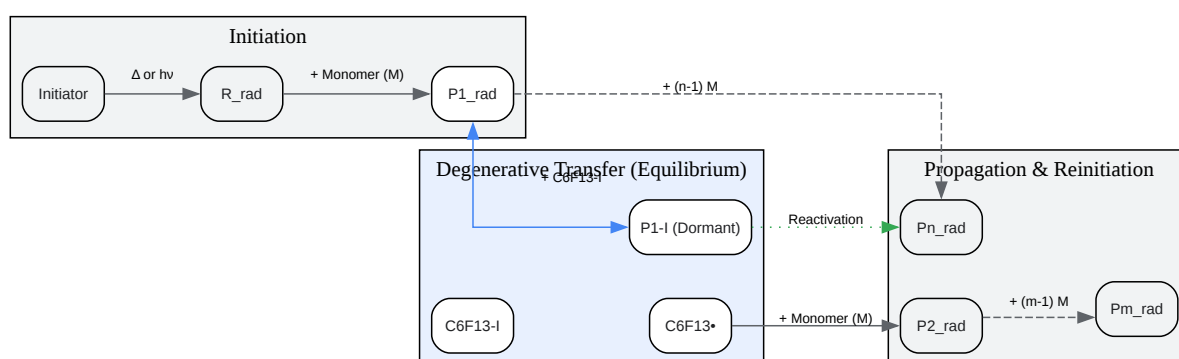 Initiation
Initiator
Δ or hν
R_rad
+ Monomer (M)
P1_rad
+ (n-1) M
Degenerative Transfer (Equilibrium)
+ C6F13-I
P1-I (Dormant)
Reactivation
C6F13-I
C6F13•
+ Monomer (M)
Propagation & Reinitiation
Pn_rad
P2_rad
+ (m-1) M
Pm_rad